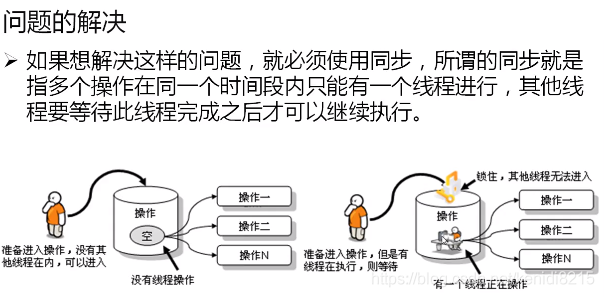 问题的解决
如果想解决这样的问题，就必须使用同步，所谓的同步就是
指多个操作在同一个时间段内只能有一个线程进行，其他线
程要等待此线程完成之后才可以继续执行。
操作
空
操作一
操作二
操作N
准备进入操作，没有其
他线程在内，可以进入
没有线程操作
锁住，其他线程无法进入
操作
操作一
操作二
操作N
准备进入操作，但是有
线程在执行，则等待
有一个线程正在操作